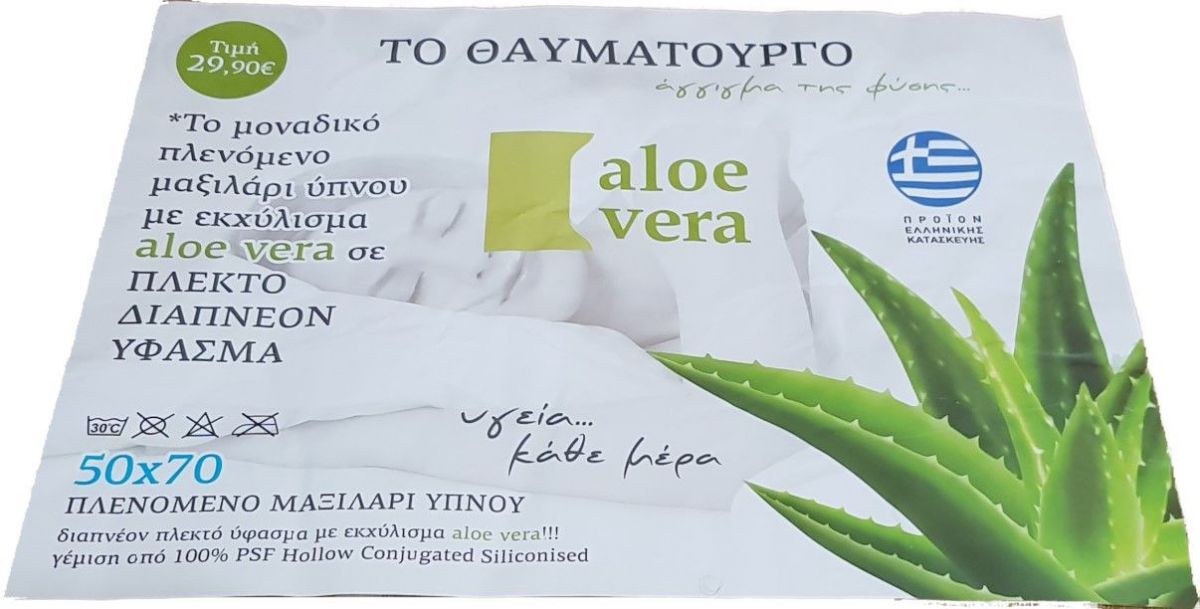 Τιμή
29,90€
ΤΟ ΘΑΥΜΑΤΟΥΡΓΟ
άγγιγμα της φύσης...
*Το μοναδικό
πλενόμενο
μαξιλάρι ύπνου
με εκχύλισμα
aloe vera σε
ΠΛΕΚΤΟ
ΔΙΑΠΝΕΟΝ
ΥΦΑΣΜΑ
aloe
vera
ΠΡΟΪΟΝ
ΕΛΛΗΝΙΚΗΣ
ΚΑΤΑΣΚΕΥΗΣ
υγεία...
κάθε μέρα
30°C
50x70
ΠΛΕΝΟΜΕΝΟ ΜΑΞΙΛΑΡΙ ΥΠΝΟΥ
διαπνέον πλεκτό ύφασμα με εκχύλισμα aloe vera!!!
γέμιση από 100% PSF Hollow Conjugated Siliconised